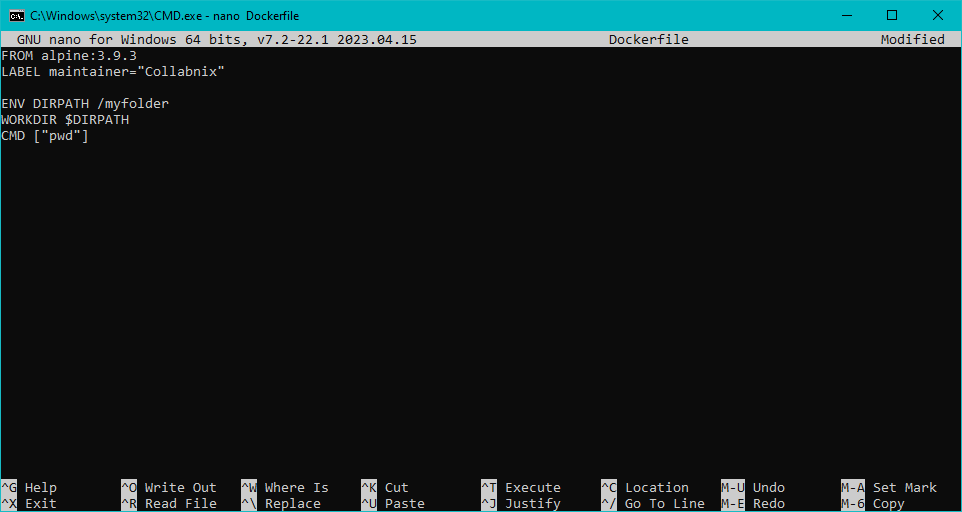 C:\Windows\system32\CMD.exe - nano  Dockerfile
GNU nano for Windows 64 bits, v7.2-22.1 2023.04.15 Dockerfile Modified
FROM alpine:3.9.3
LABEL maintainer="Collabnix"
ENV DIRPATH /myfolder
WORKDIR $DIRPATH
CMD ["pwd"]
^G Help ^O Write Out ^W Where Is ^K Cut ^T Execute ^C Location M-U Undo M-A Set Mark
^X Exit ^R Read File ^\ Replace ^U Paste ^J Justify ^/ Go To Line M-E Redo M-6 Copy